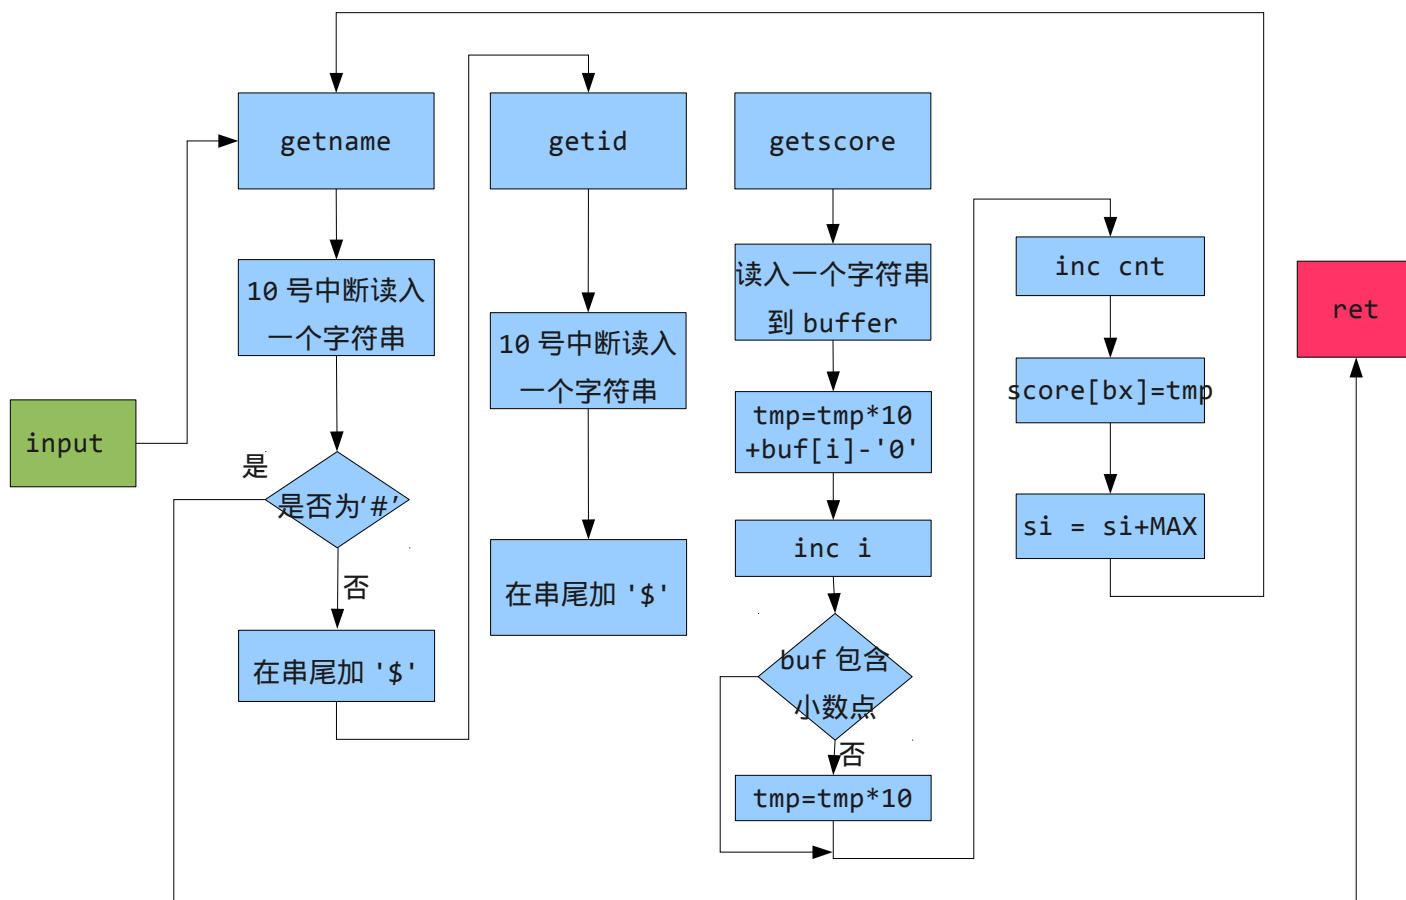 input
getname
10 号中断读入
一个字符串
是
是否为‘#’
否
在串尾加 '$'
getid
10 号中断读入
一个字符串
在串尾加 '$'
getscore
读入一个字符串
到 buffer
tmp=tmp*10
+buf[i]-'0'
inc i
buf 包含
小数点
否
tmp=tmp*10
inc cnt
score[bx]=tmp
si = si+MAX
ret